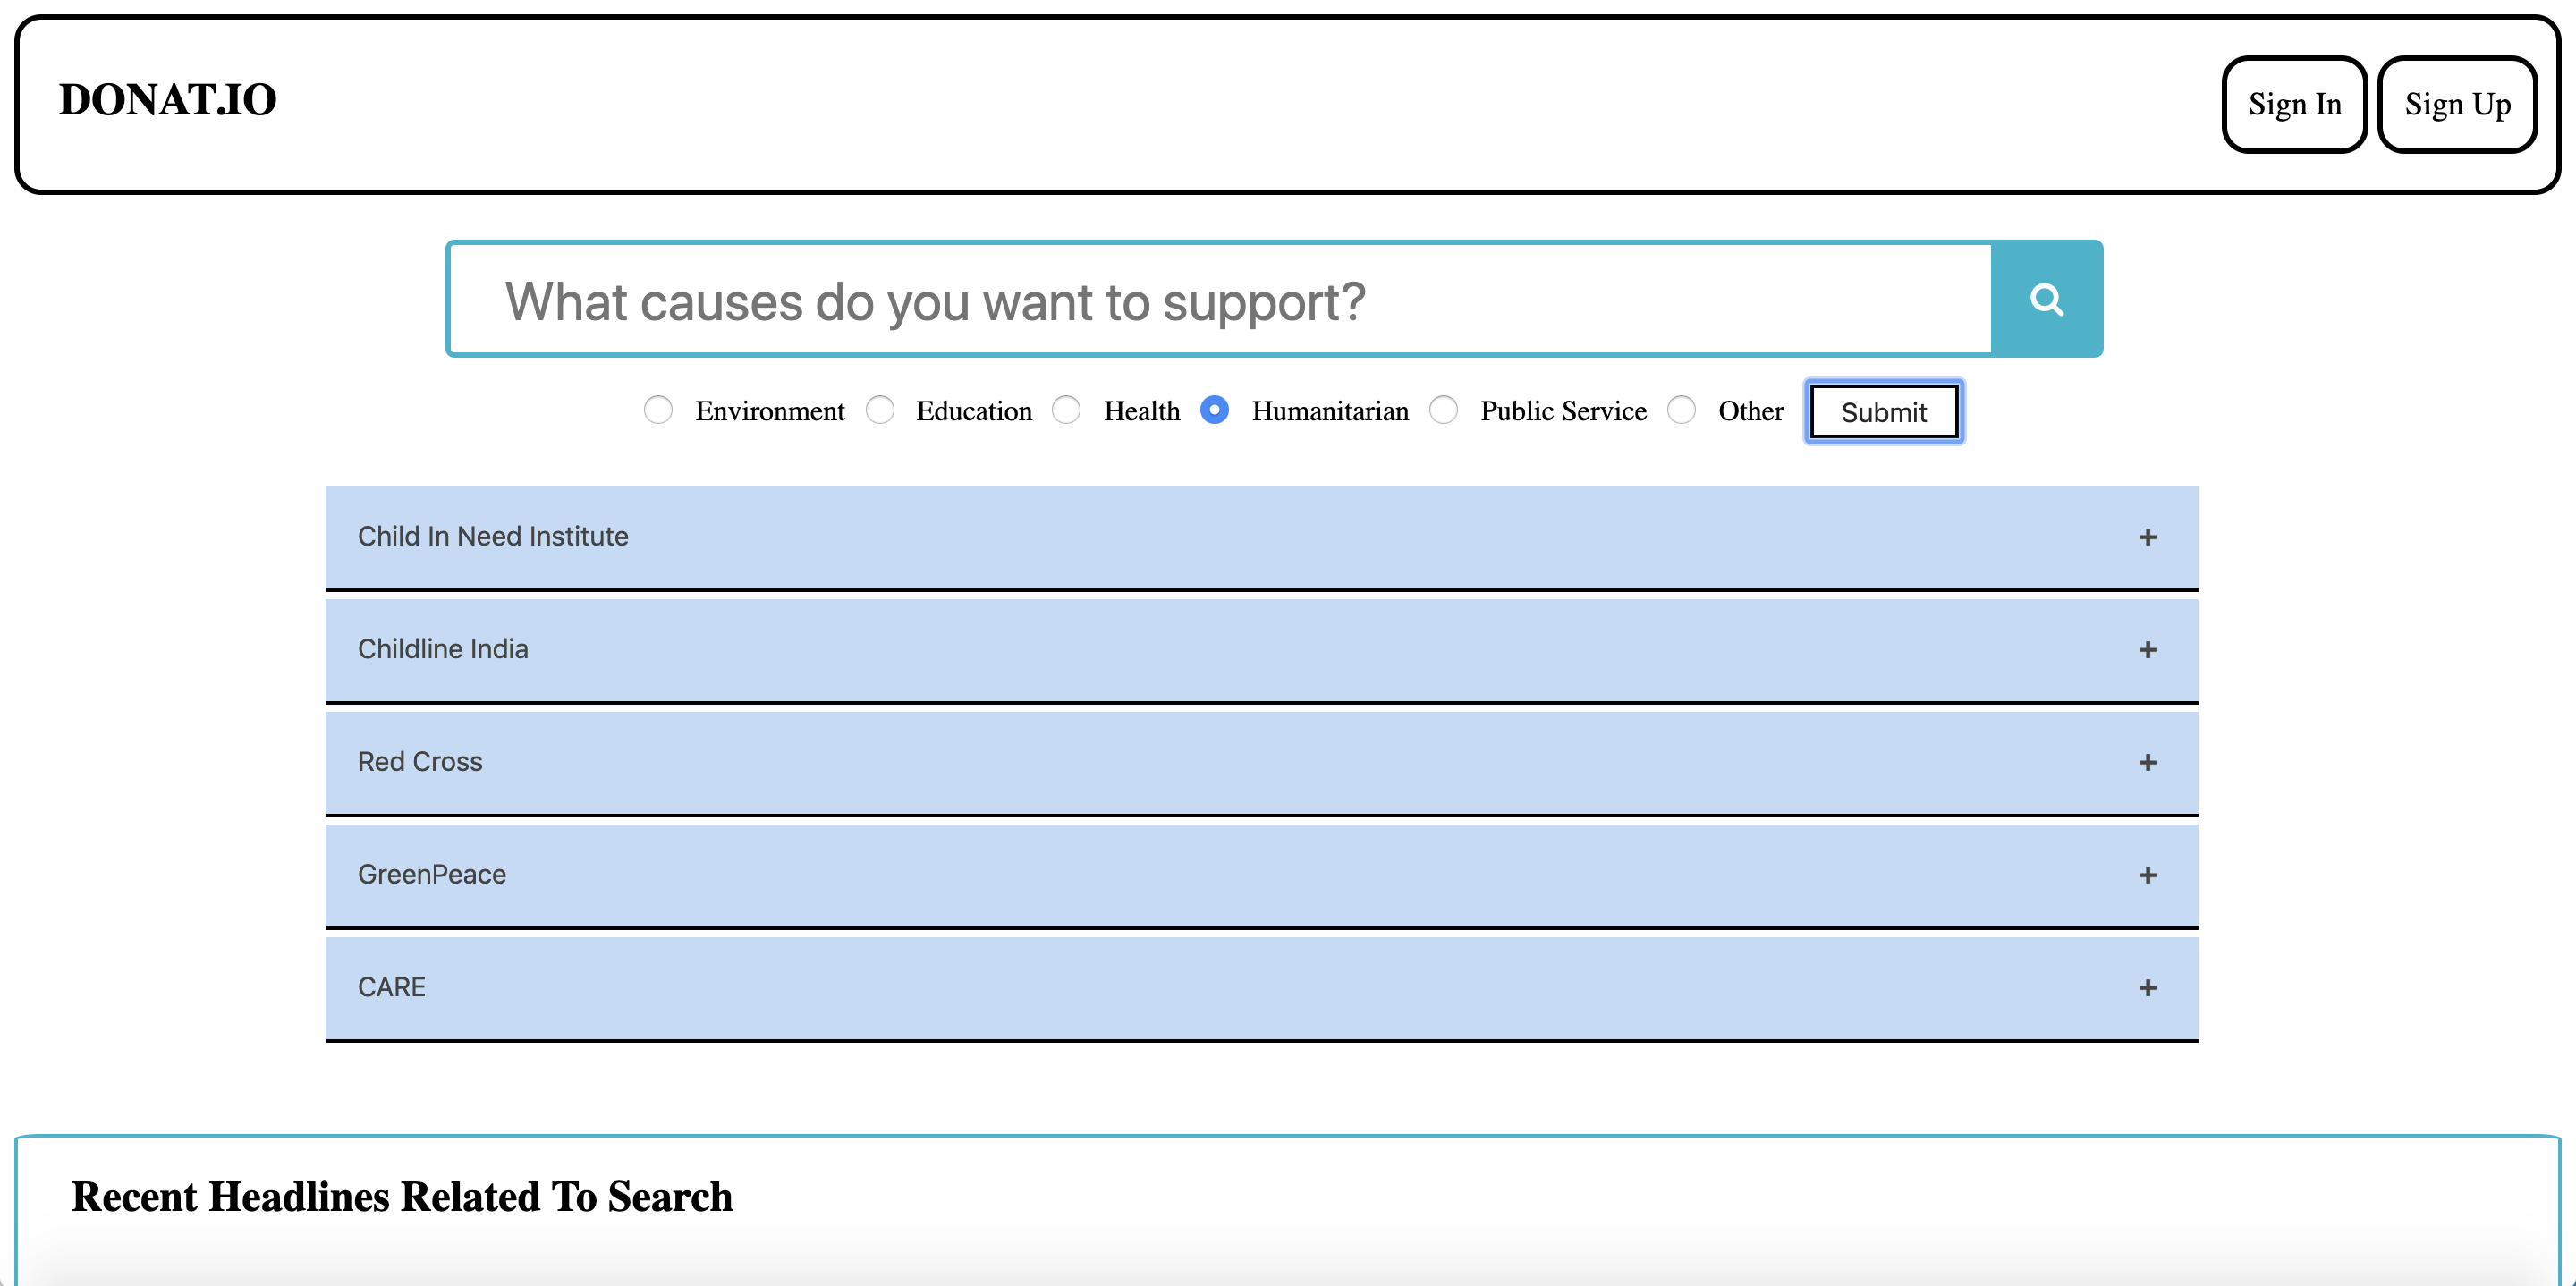 DONAT.IO
Sign In Sign Up
What causes do you want to support?
Environment Education Health Humanitarian Public Service Other Submit
Child In Need Institute +
Childline India +
Red Cross +
GreenPeace +
CARE +
Recent Headlines Related To Search